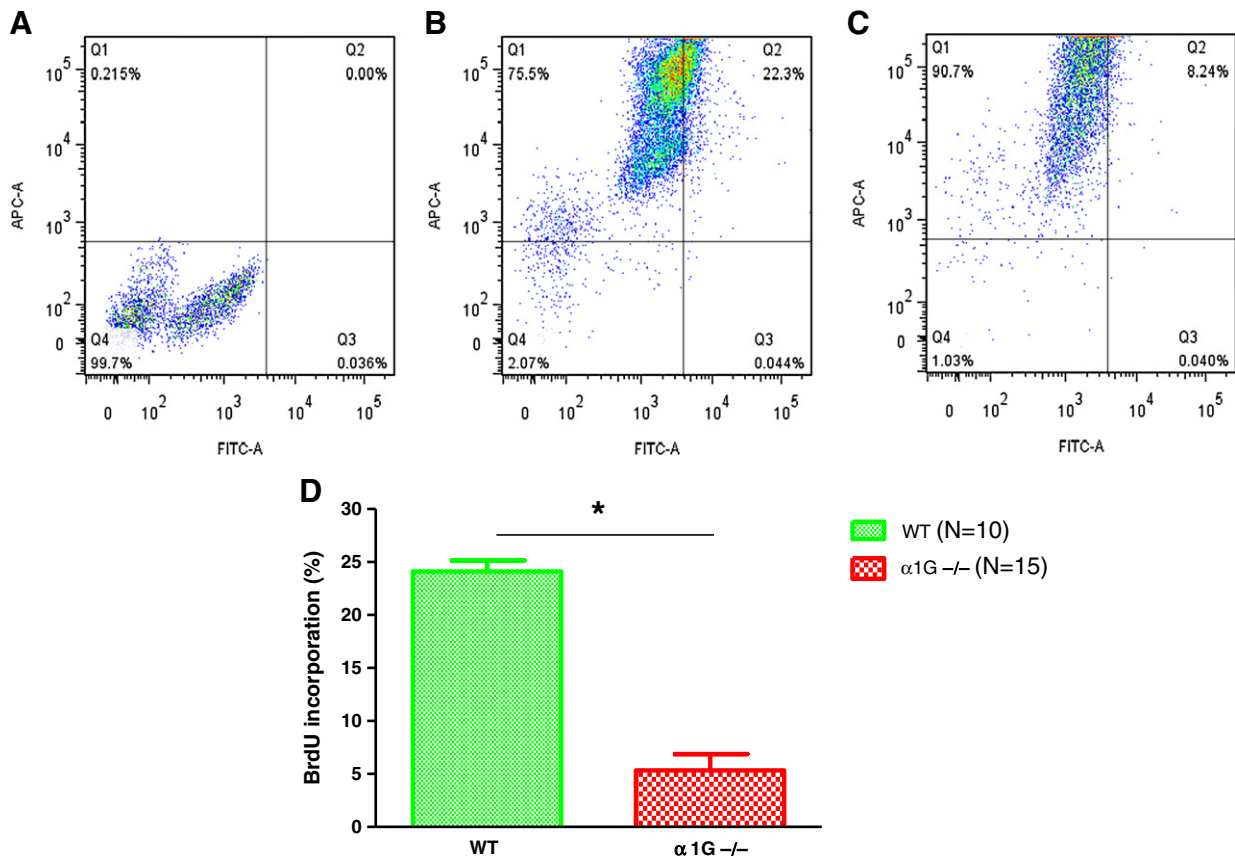 A
Q1
0.215%
Q2
0.00%
10^5
10^4
10^3
10^2
0
APC-A
Q4
99.7%
Q3
0.036%
0 10^2 10^3 10^4 10^5
FITC-A
B
Q1
75.5%
Q2
22.3%
10^5
10^4
10^3
10^2
0
APC-A
Q4
2.07%
Q3
0.044%
0 10^2 10^3 10^4 10^5
FITC-A
C
Q1
90.7%
Q2
8.24%
10^5
10^4
10^3
10^2
0
APC-A
Q4
1.03%
Q3
0.040%
0 10^2 10^3 10^4 10^5
FITC-A
D
BrdU incorporation (%)
30
25
20
15
10
5
0
*
WT
α1G −/−
WT (N=10)
α1G −/− (N=15)